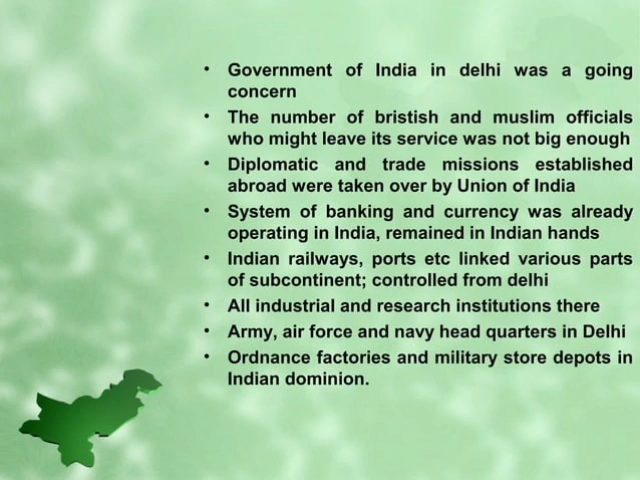 • Government of India in delhi was a going
concern
• The number of bristish and muslim officials
who might leave its service was not big enough
• Diplomatic and trade missions established
abroad were taken over by Union of India
• System of banking and currency was already
operating in India, remained in Indian hands
• Indian railways, ports etc linked various parts
of subcontinent; controlled from delhi
• All industrial and research institutions there
• Army, air force and navy head quarters in Delhi
• Ordnance factories and military store depots in
Indian dominion.